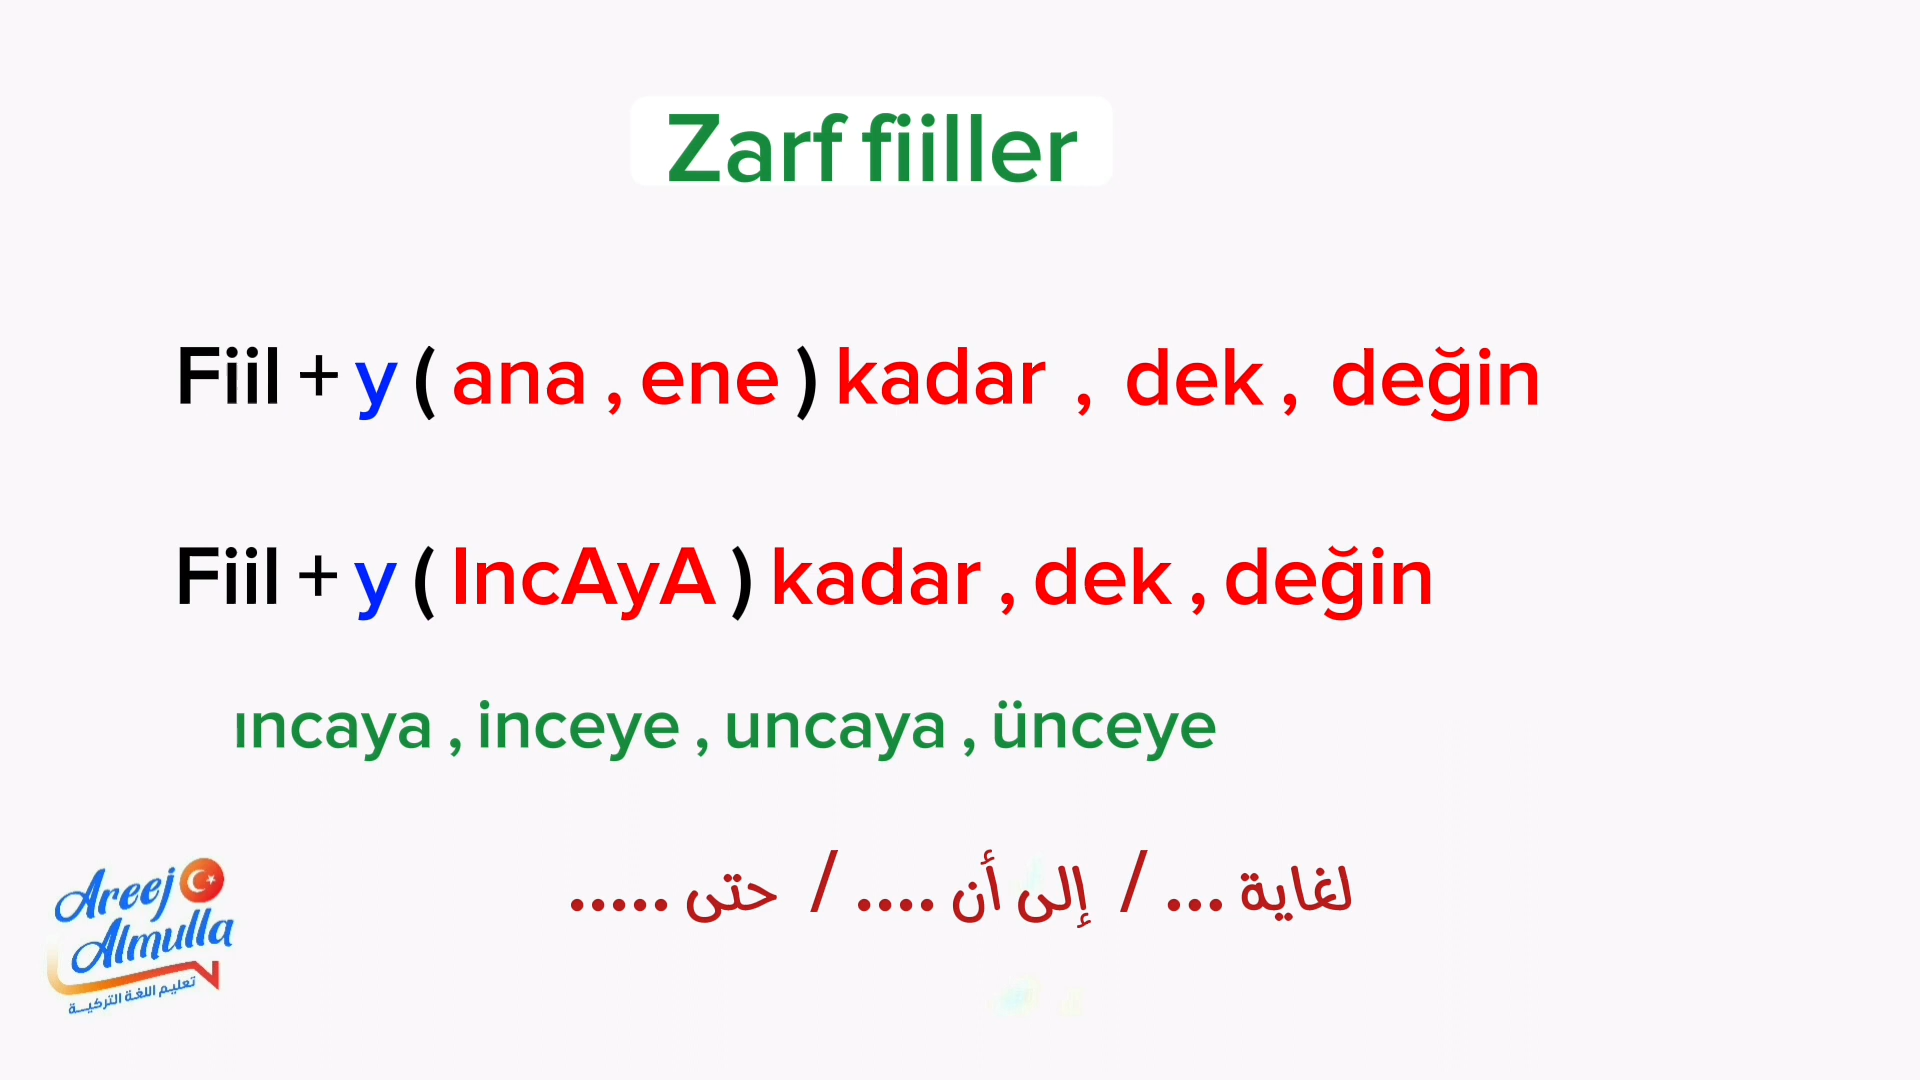 Zarf fiiller
Fiil + y ( ana , ene ) kadar , dek , değin
Fiil + y ( IncAyA ) kadar , dek , değin
ıncaya , inceye , uncaya , ünceye
لغاية ... / إلى أن .... / حتى .....
Areej
Almulla
تعليم اللغة التركيـــة